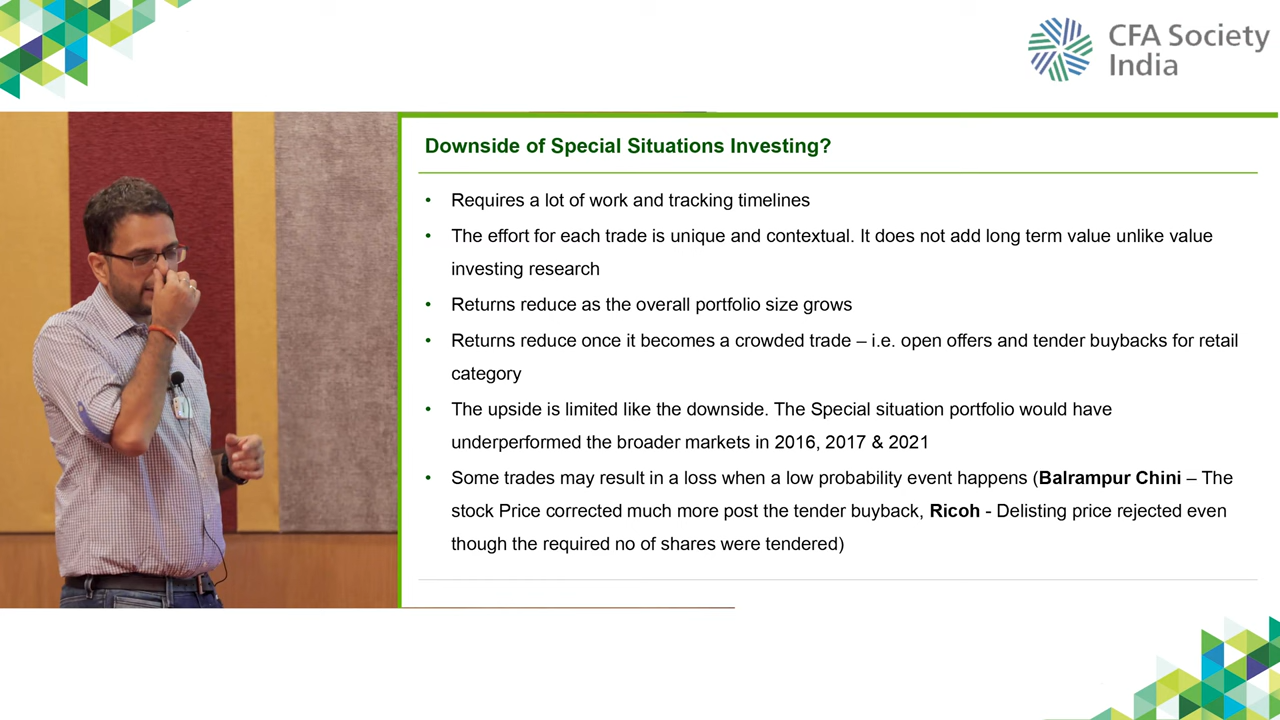 CFA Society
India
Downside of Special Situations Investing?
• Requires a lot of work and tracking timelines
• The effort for each trade is unique and contextual. It does not add long term value unlike value
investing research
• Returns reduce as the overall portfolio size grows
• Returns reduce once it becomes a crowded trade – i.e. open offers and tender buybacks for retail
category
• The upside is limited like the downside. The Special situation portfolio would have
underperformed the broader markets in 2016, 2017 & 2021
• Some trades may result in a loss when a low probability event happens (Balrampur Chini – The
stock Price corrected much more post the tender buyback, Ricoh - Delisting price rejected even
though the required no of shares were tendered)